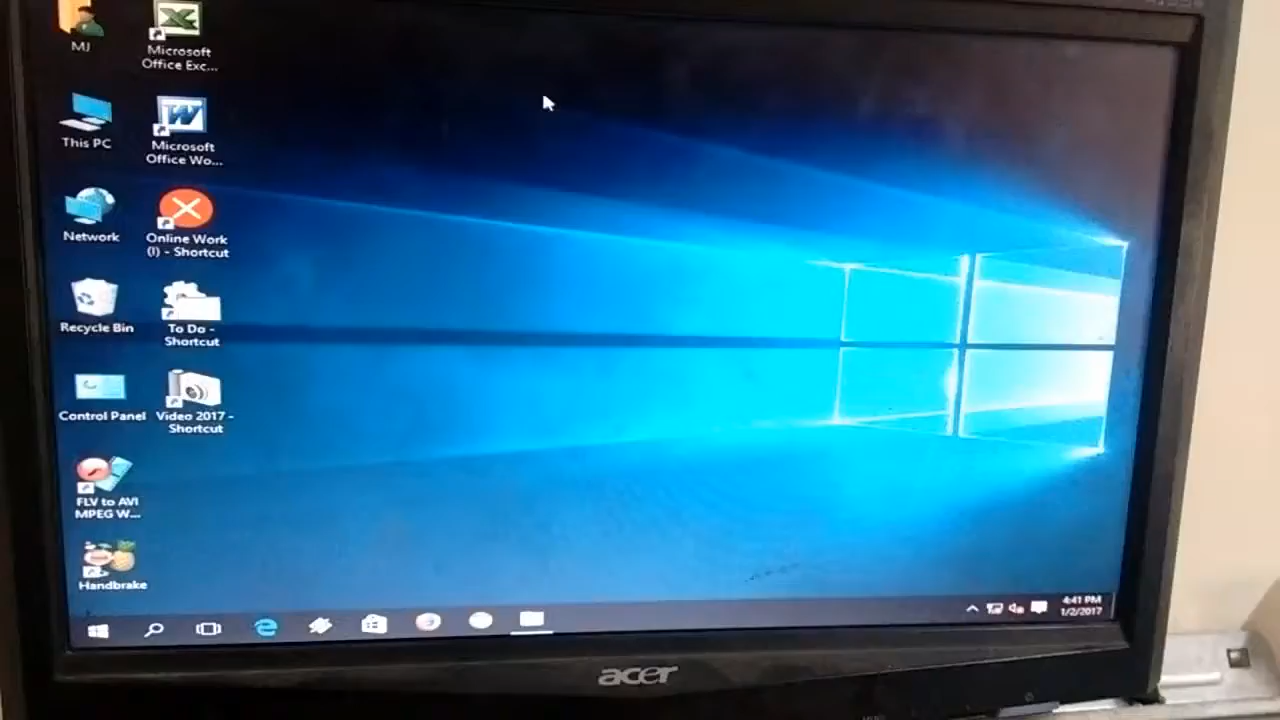 MJ
Microsoft
Office Exc...
This PC
Microsoft
Office Wo...
Network
Online Work
(I) - Shortcut
Recycle Bin
To Do -
Shortcut
Control Panel
Video 2017 -
Shortcut
FLV to AVI
MPEG W...
Handbrake
4:41 PM
1/2/2017
acer